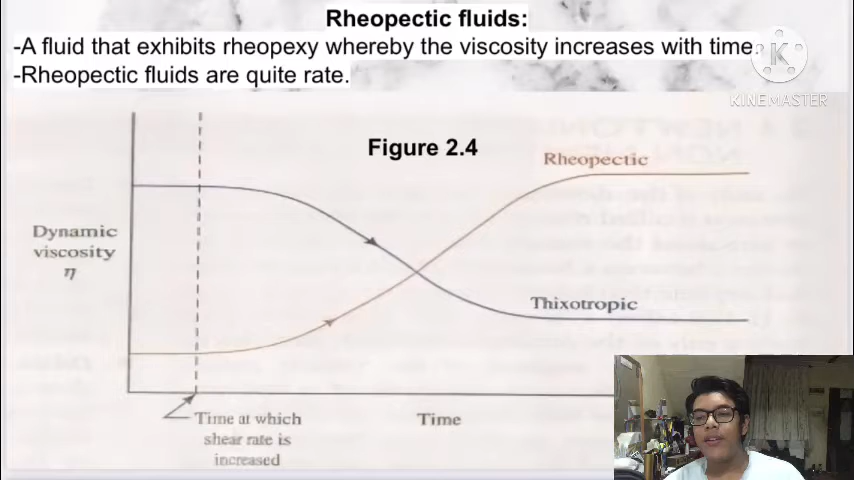 Rheopectic fluids:
-A fluid that exhibits rheopexy whereby the viscosity increases with time.
-Rheopectic fluids are quite rate.
K
KINEMASTER
Figure 2.4
Rheopectic
Dynamic
viscosity
η
Thixotropic
Time at which
shear rate is
increased
Time